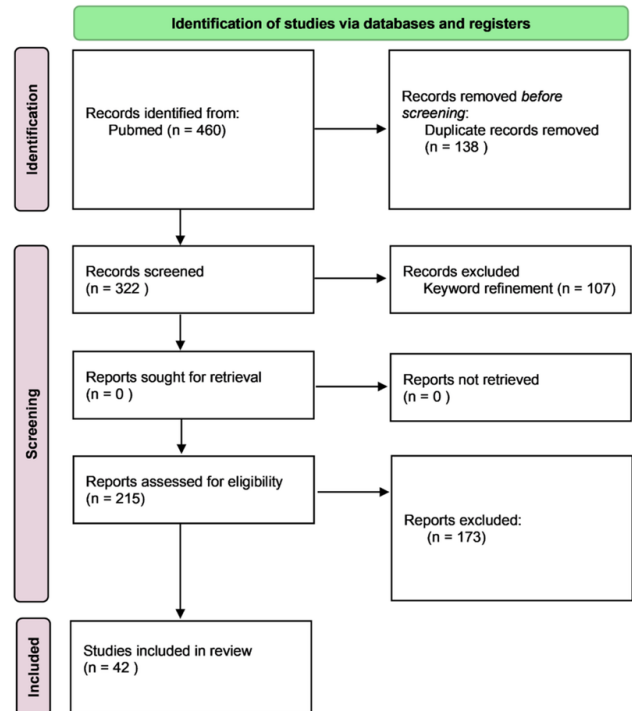 Identification of studies via databases and registers
Identification
Records identified from:
Pubmed (n = 460)
Records removed before
screening:
Duplicate records removed
(n = 138 )
Screening
Records screened
(n = 322 )
Records excluded
Keyword refinement (n = 107)
Reports sought for retrieval
(n = 0 )
Reports not retrieved
(n = 0 )
Reports assessed for eligibility
(n = 215)
Reports excluded:
(n = 173)
Included
Studies included in review
(n = 42 )